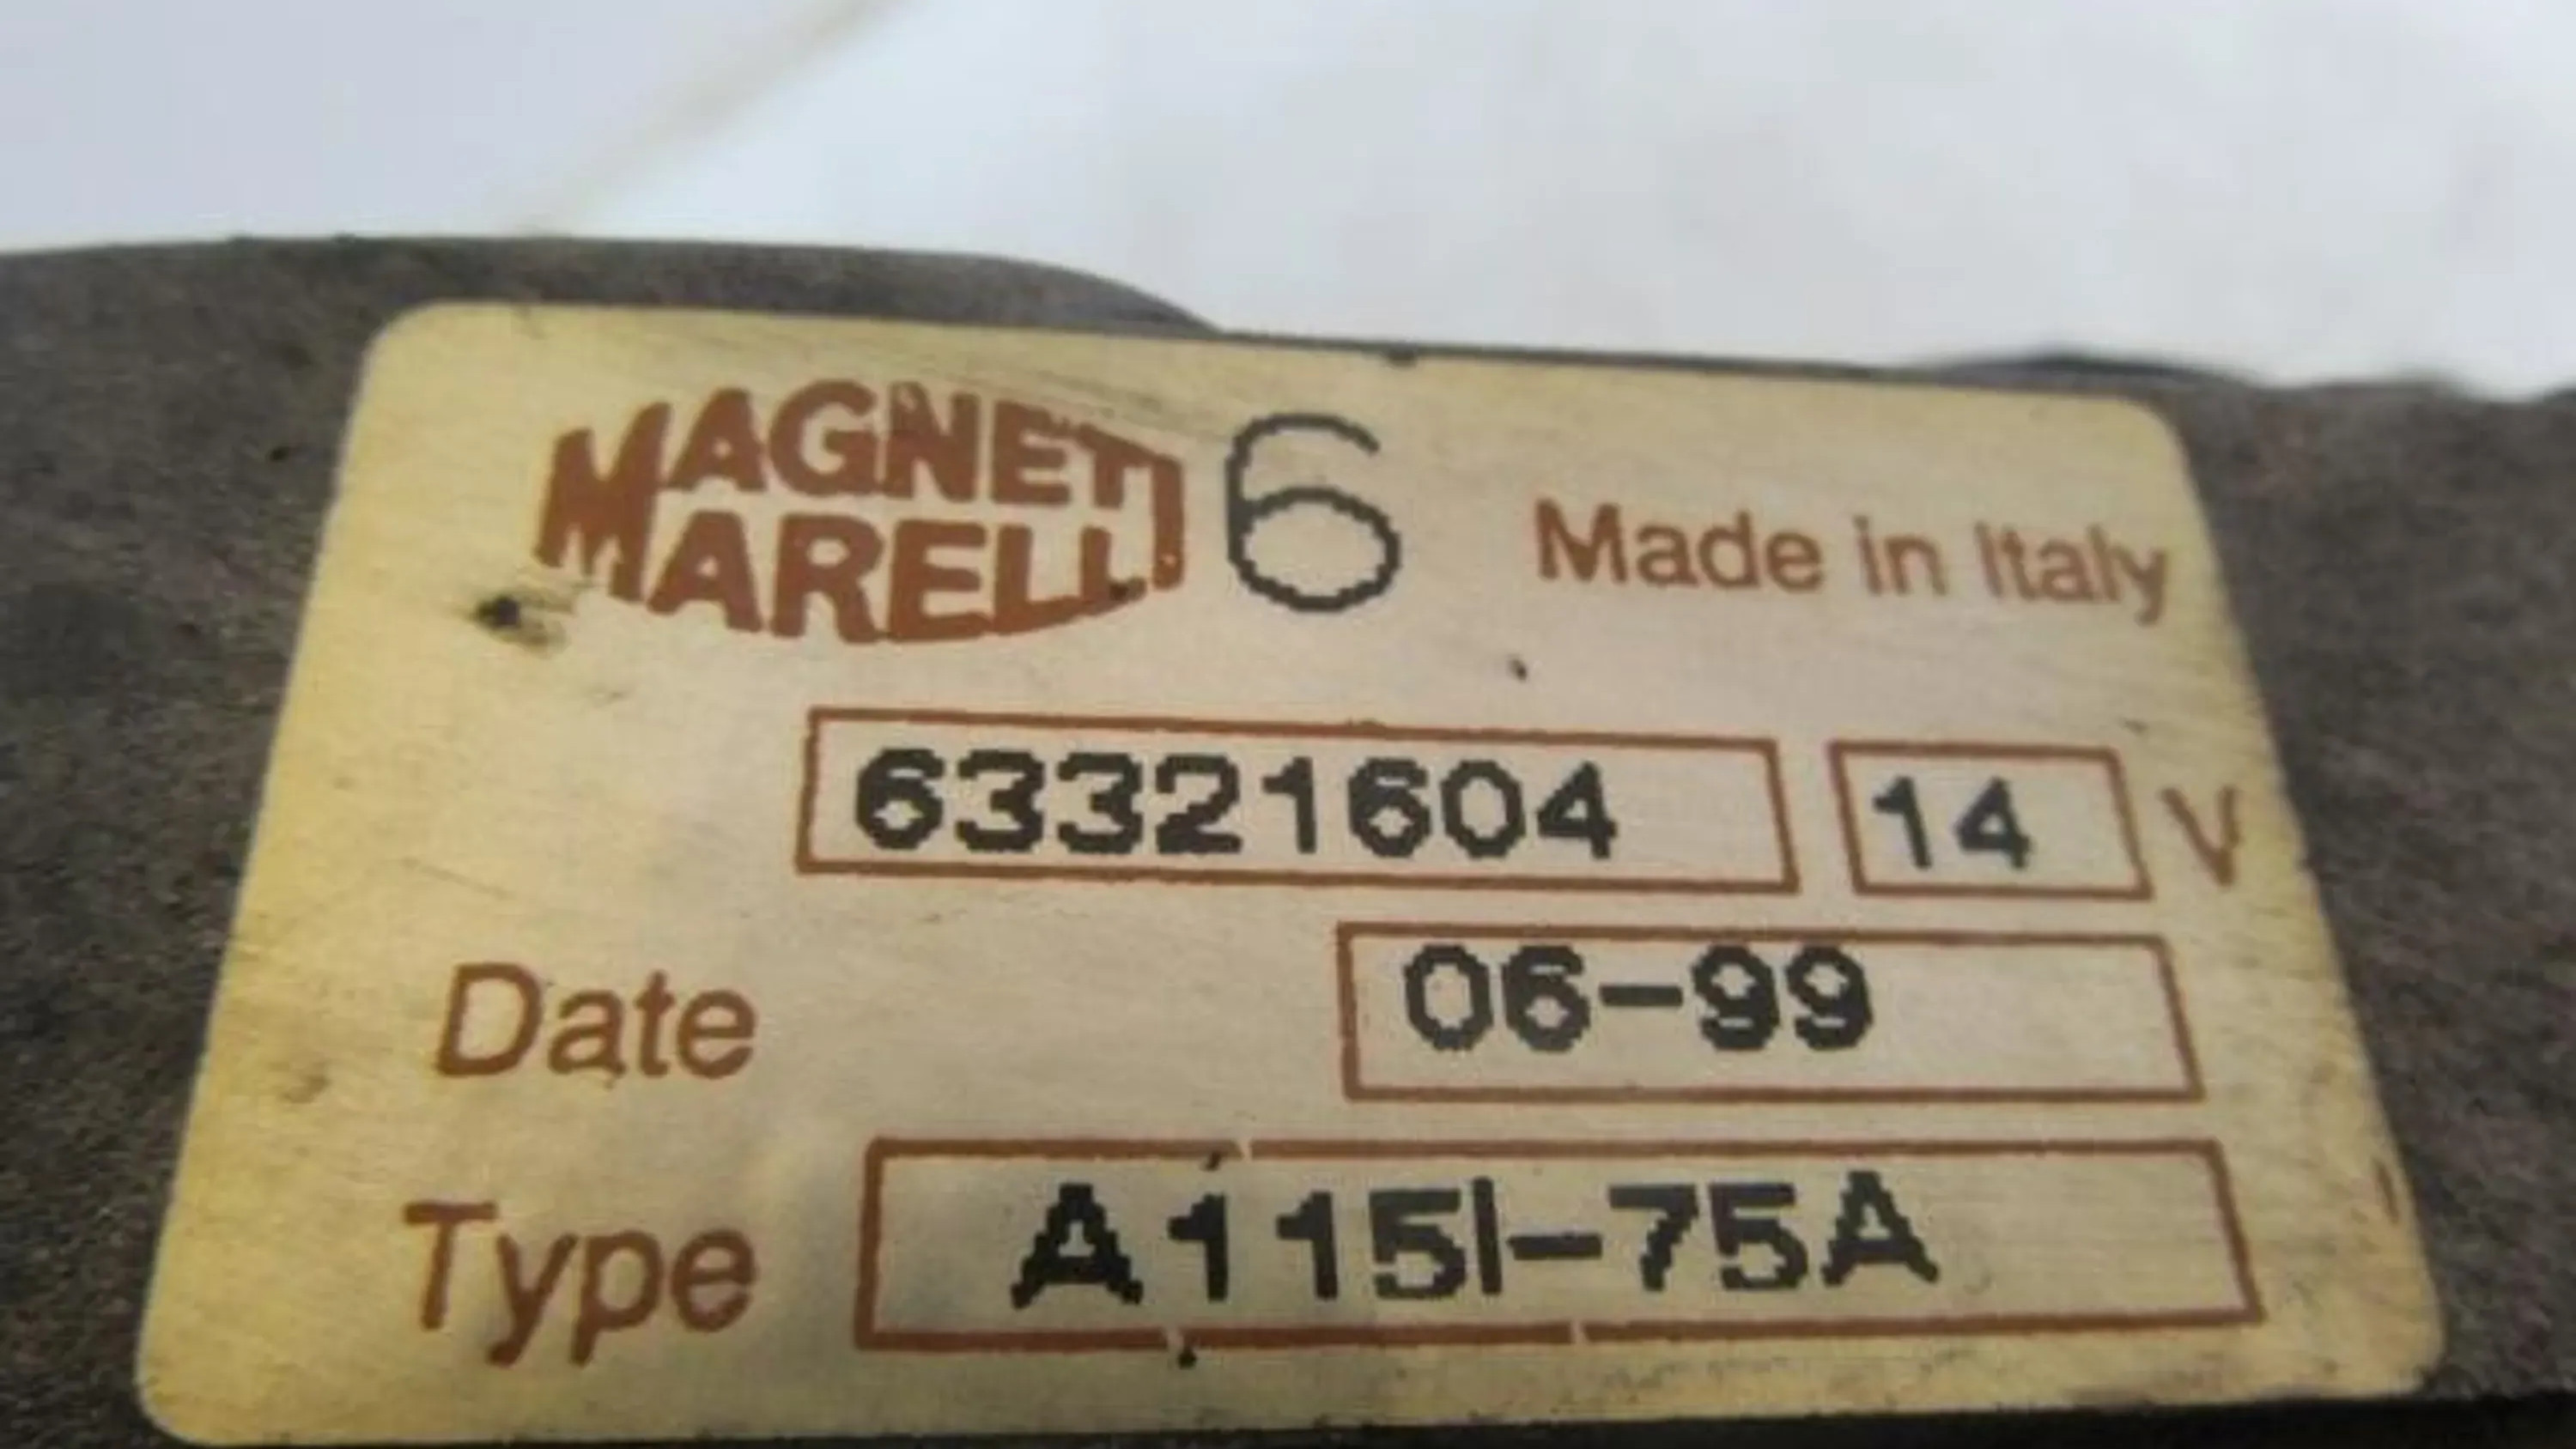 MAGNETI
MARELLI 6 Made in Italy
63321604 14 V
Date 06-99
Type A115I-75A